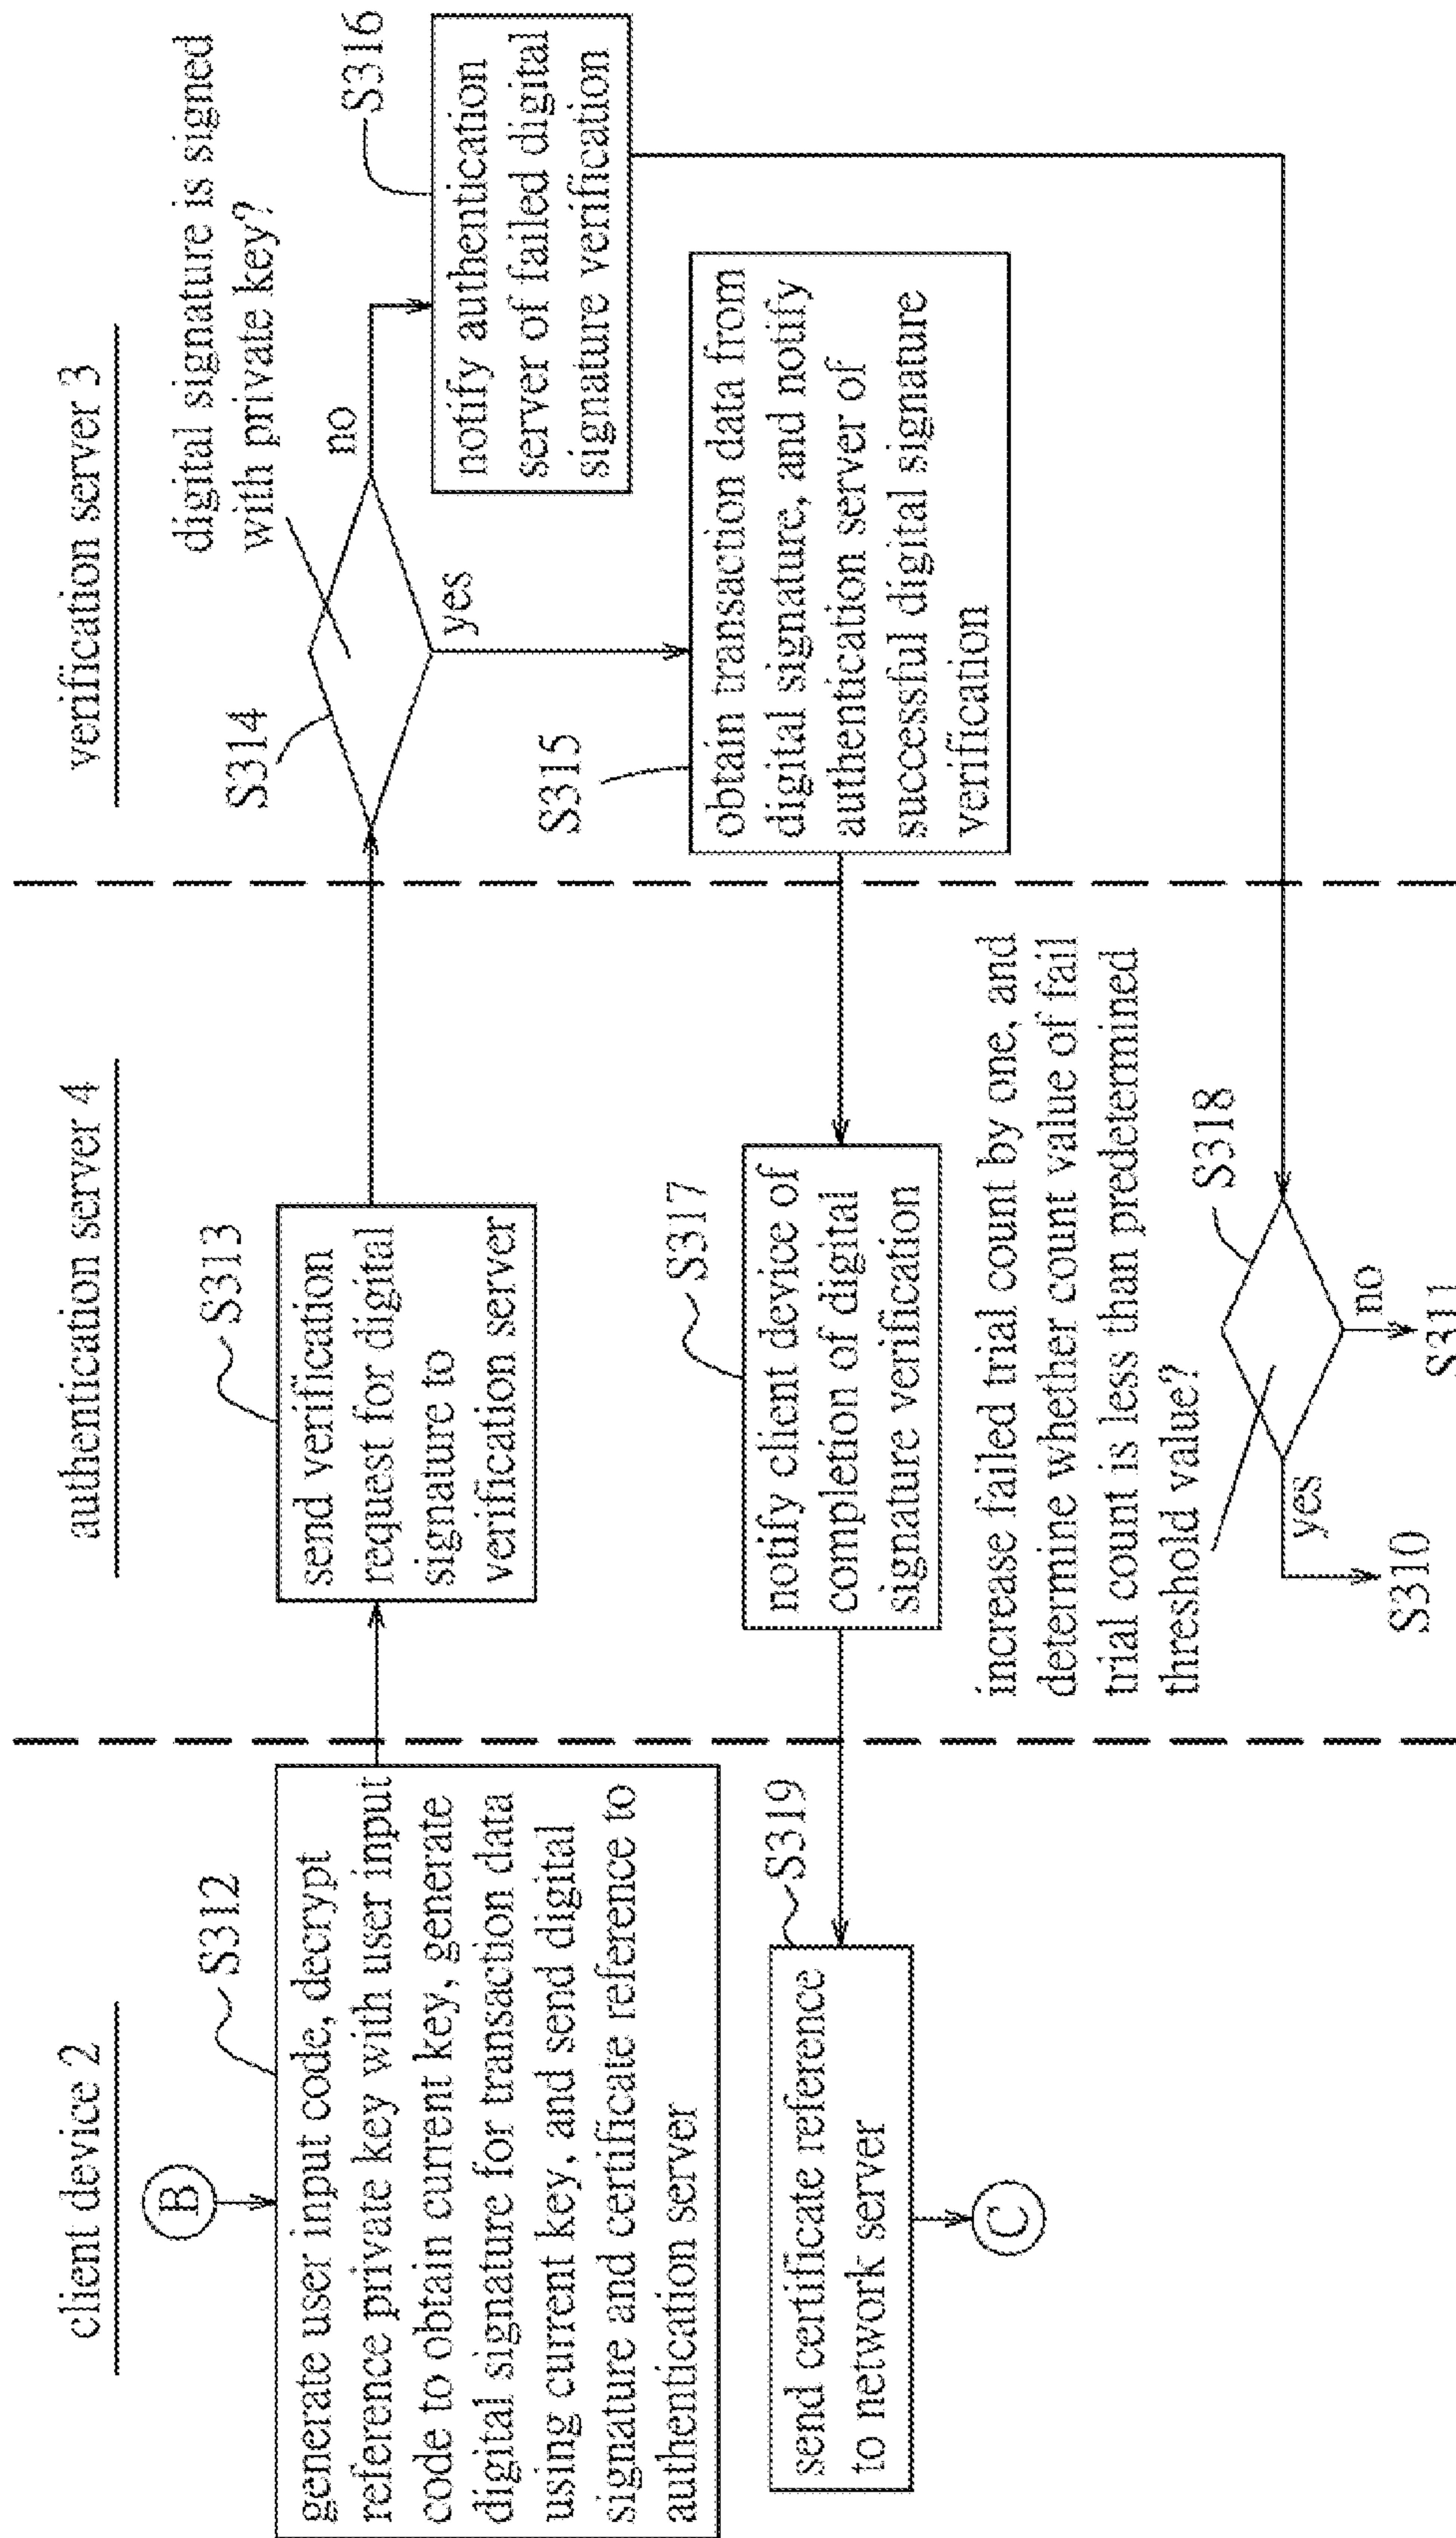 client device 2
authentication server 4
verification server 3
B
S312
generate user input code, decrypt
reference private key with user input
code to obtain current key, generate
digital signature for transaction data
using current key, and send digital
signature and certificate reference to
authentication server
S313
send verification
request for digital
signature to
verification server
S314
digital signature is signed
with private key?
no
yes
S316
notify authentication
server of failed digital
signature verification
S315
obtain transaction data from
digital signature, and notify
authentication server of
successful digital signature
verification
S317
notify client device of
completion of digital
signature verification
S319
send certificate reference
to network server
C
increase failed trial count by one, and
determine whether count value of fail
trial count is less than predetermined
threshold value?
S318
yes
no
S310
S311